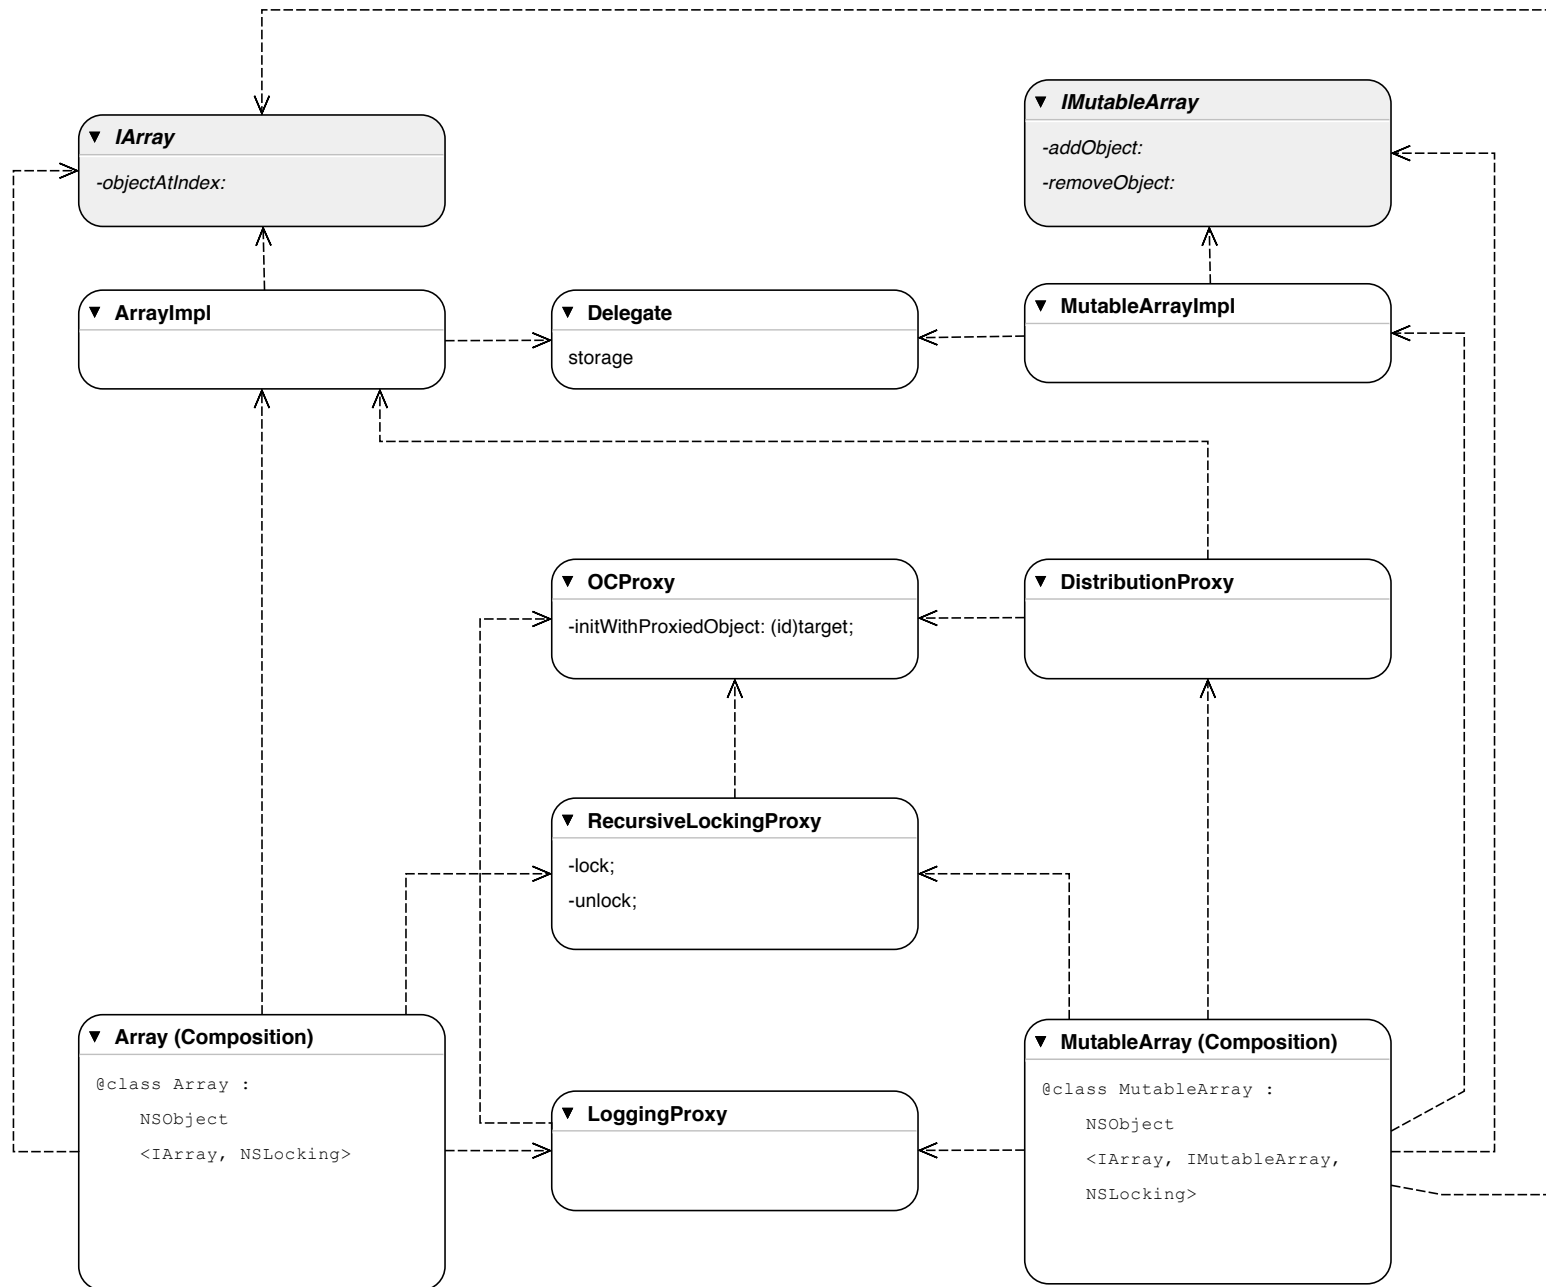 IMutableArray
-addObject:
-removeObject:
IArray
-objectAtIndex:
ArrayImpl
Delegate
storage
MutableArrayImpl
OCProxy
-initWithProxiedObject: (id)target;
DistributionProxy
RecursiveLockingProxy
-lock;
-unlock;
Array (Composition)
@class Array :
NSObject
<IArray, NSLocking>
LoggingProxy
MutableArray (Composition)
@class MutableArray :
NSObject
<IArray, IMutableArray,
NSLocking>